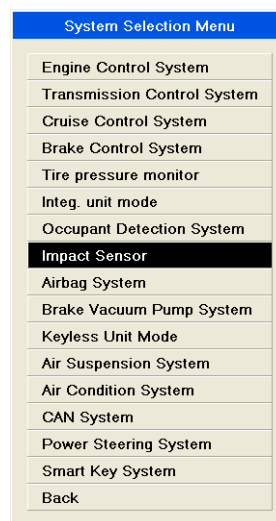 System Selection Menu
Engine Control System
Transmission Control System
Cruise Control System
Brake Control System
Tire pressure monitor
Integ. unit mode
Occupant Detection System
Impact Sensor
Airbag System
Brake Vacuum Pump System
Keyless Unit Mode
Air Suspension System
Air Condition System
CAN System
Power Steering System
Smart Key System
Back